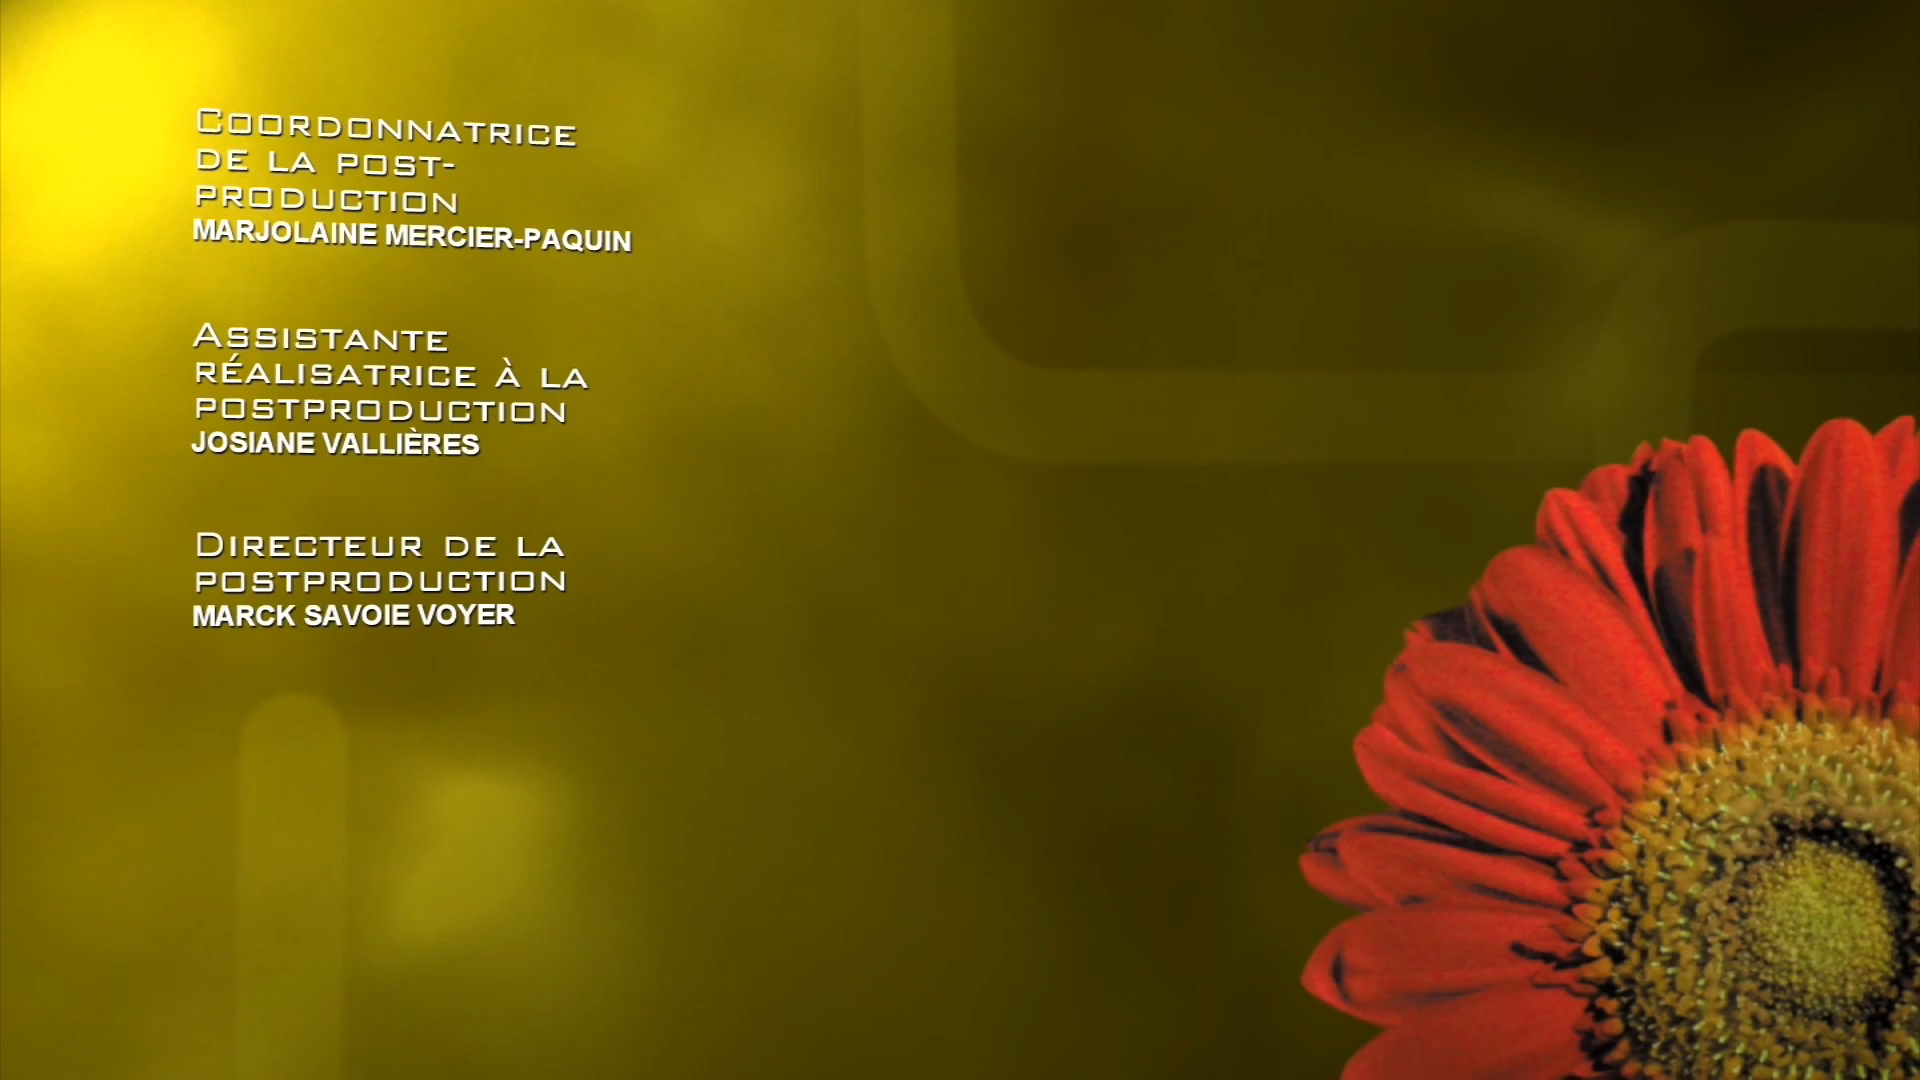 Coordonnatrice
de la post-
production
MARJOLAINE MERCIER-PAQUIN
Assistante
réalisatrice à la
postproduction
JOSIANE VALLIÈRES
Directeur de la
postproduction
MARCK SAVOIE VOYER